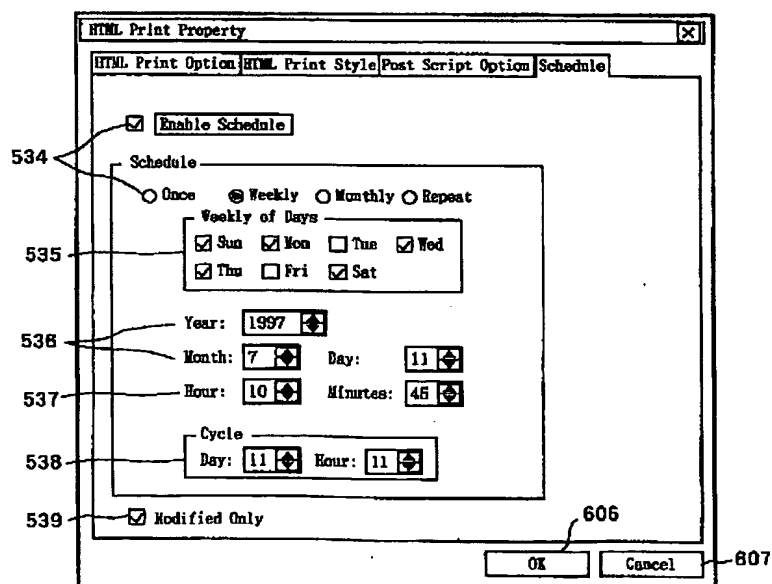 HTML Print Property
HTML Print Option HTML Print Style Post Script Option Schedule
Enable Schedule
534
Schedule
Once Weekly Monthly Repeat
Weekly of Days
Sun Mon Tue Wed
535
Thu Fri Sat
Year: 1997
536
Month: 7 Day: 11
537 Hour: 10 Minutes: 45
Cycle
538 Day: 11 Hour: 11
539 Modified Only
606
OK Cancel 607